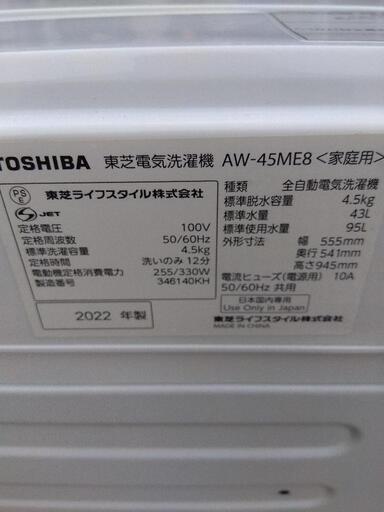 TOSHIBA 東芝電気洗濯機 AW-45ME8 <家庭用>
PS E
S JET
東芝ライフスタイル株式会社
定格電圧 100V
定格周波数 50/60Hz
標準洗濯容量 4.5kg
定格時間 洗いのみ 12分
電動機定格消費電力 255/330W
製造番号 346140KH
2022 年製
種類 全自動電気洗濯機
標準脱水容量 4.5kg
標準水量 43L
標準使用水量 95L
外形寸法 幅 555mm
奥行 541mm
高さ 945mm
電流ヒューズ(電源用) 10A
50/60Hz 共用
日本国内専用
Use Only in Japan
東芝ライフスタイル株式会社
MADE IN CHINA